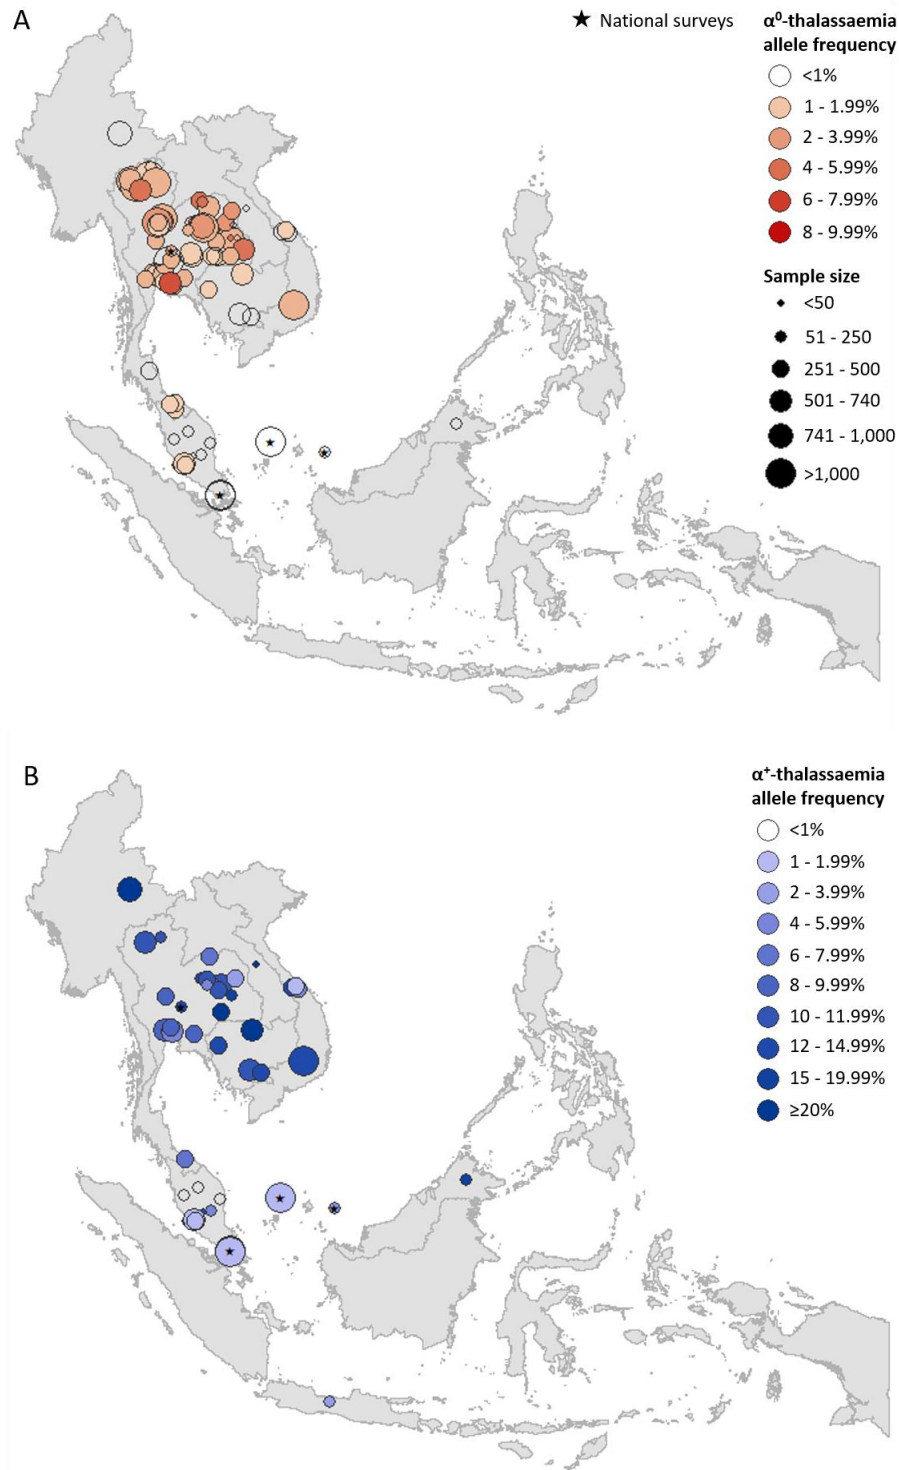 A
★ National surveys
α⁰-thalassaemia
allele frequency
<1%
1 - 1.99%
2 - 3.99%
4 - 5.99%
6 - 7.99%
8 - 9.99%
Sample size
<50
51 - 250
251 - 500
501 - 740
741 - 1,000
>1,000
B
α⁺-thalassaemia
allele frequency
<1%
1 - 1.99%
2 - 3.99%
4 - 5.99%
6 - 7.99%
8 - 9.99%
10 - 11.99%
12 - 14.99%
15 - 19.99%
≥20%